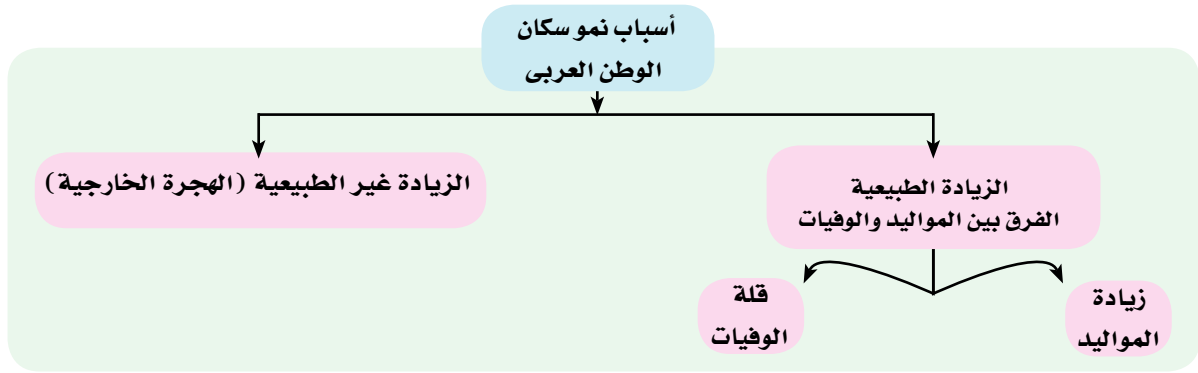 أسباب نمو سكان
الوطن العربى
الزيادة الطبيعية
الفرق بين المواليد والوفيات
الزيادة غير الطبيعية (الهجرة الخارجية)
زيادة
المواليد
قلة
الوفيات